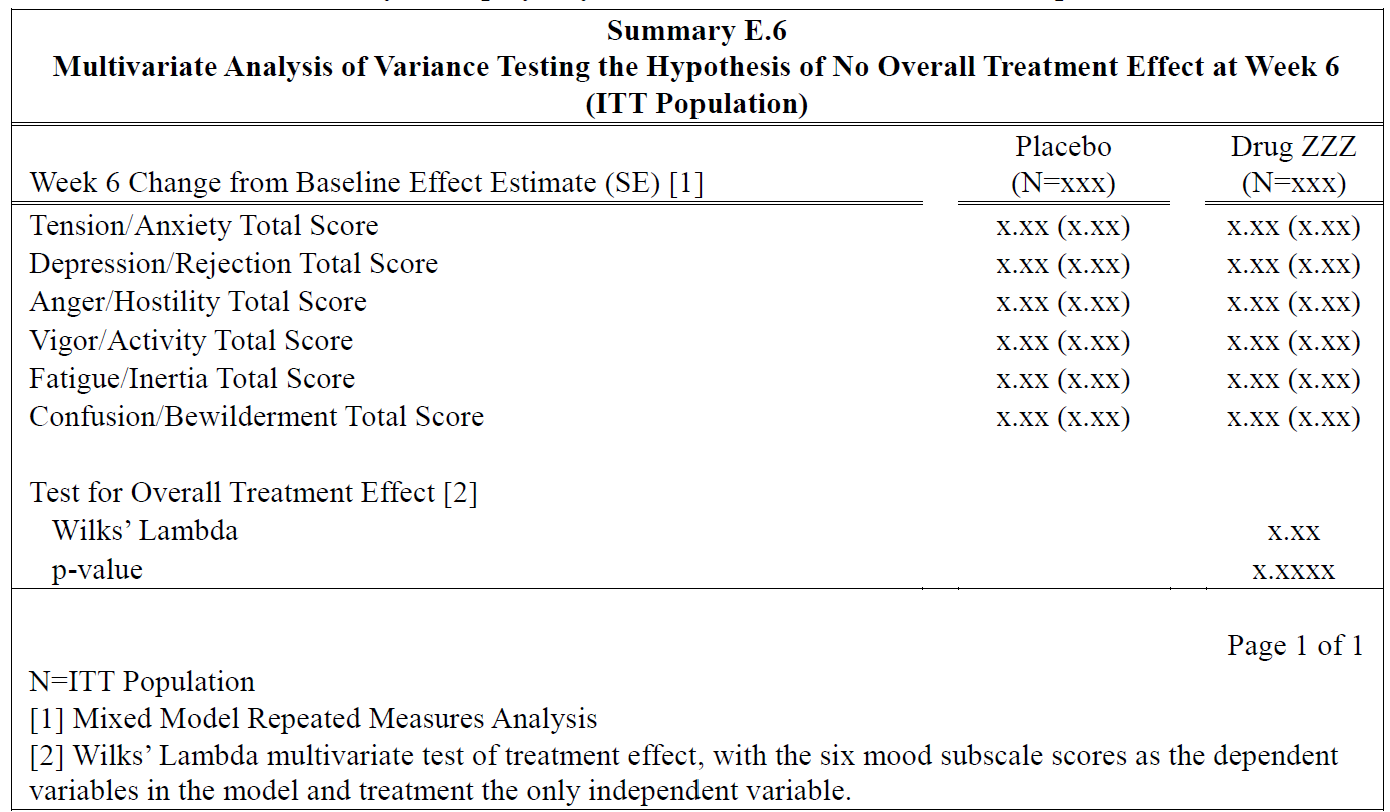 Summary E.6
Multivariate Analysis of Variance Testing the Hypothesis of No Overall Treatment Effect at Week 6
(ITT Population)
Placebo Drug ZZZ
Week 6 Change from Baseline Effect Estimate (SE) [1] (N=xxx) (N=xxx)
Tension/Anxiety Total Score x.xx (x.xx) x.xx (x.xx)
Depression/Rejection Total Score x.xx (x.xx) x.xx (x.xx)
Anger/Hostility Total Score x.xx (x.xx) x.xx (x.xx)
Vigor/Activity Total Score x.xx (x.xx) x.xx (x.xx)
Fatigue/Inertia Total Score x.xx (x.xx) x.xx (x.xx)
Confusion/Bewilderment Total Score x.xx (x.xx) x.xx (x.xx)
Test for Overall Treatment Effect [2]
Wilks’ Lambda x.xx
p-value x.xxxx
Page 1 of 1
N=ITT Population
[1] Mixed Model Repeated Measures Analysis
[2] Wilks’ Lambda multivariate test of treatment effect, with the six mood subscale scores as the dependent
variables in the model and treatment the only independent variable.